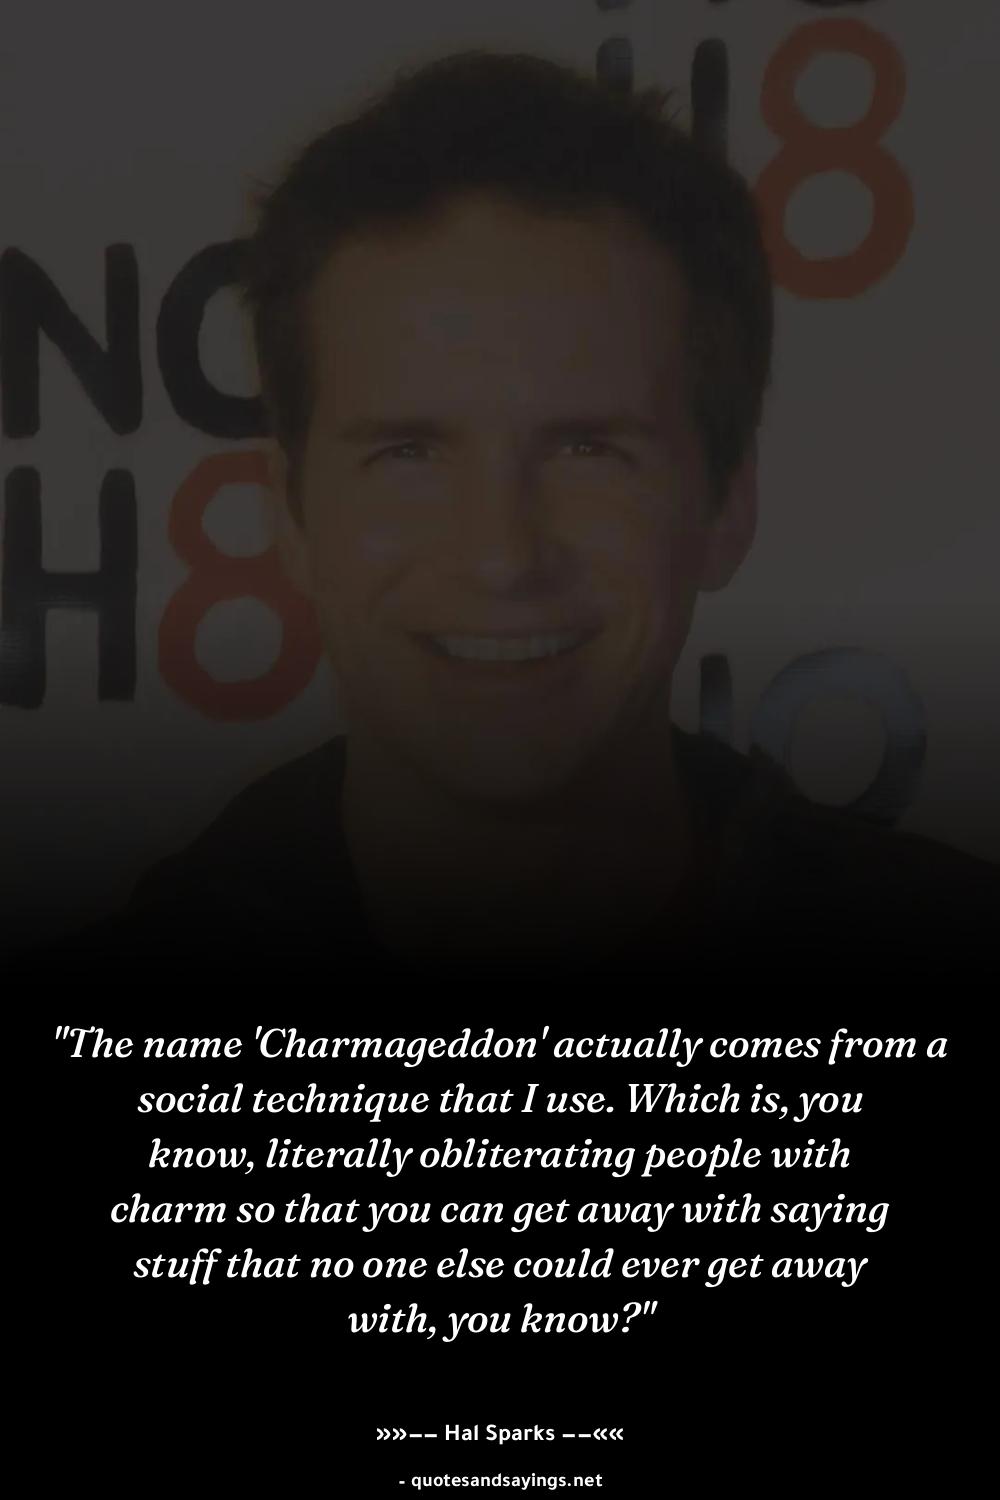 H8
NO
H8
"The name 'Charmageddon' actually comes from a
social technique that I use. Which is, you
know, literally obliterating people with
charm so that you can get away with saying
stuff that no one else could ever get away
with, you know?"
»»—— Hal Sparks ——««
- quotesandsayings.net